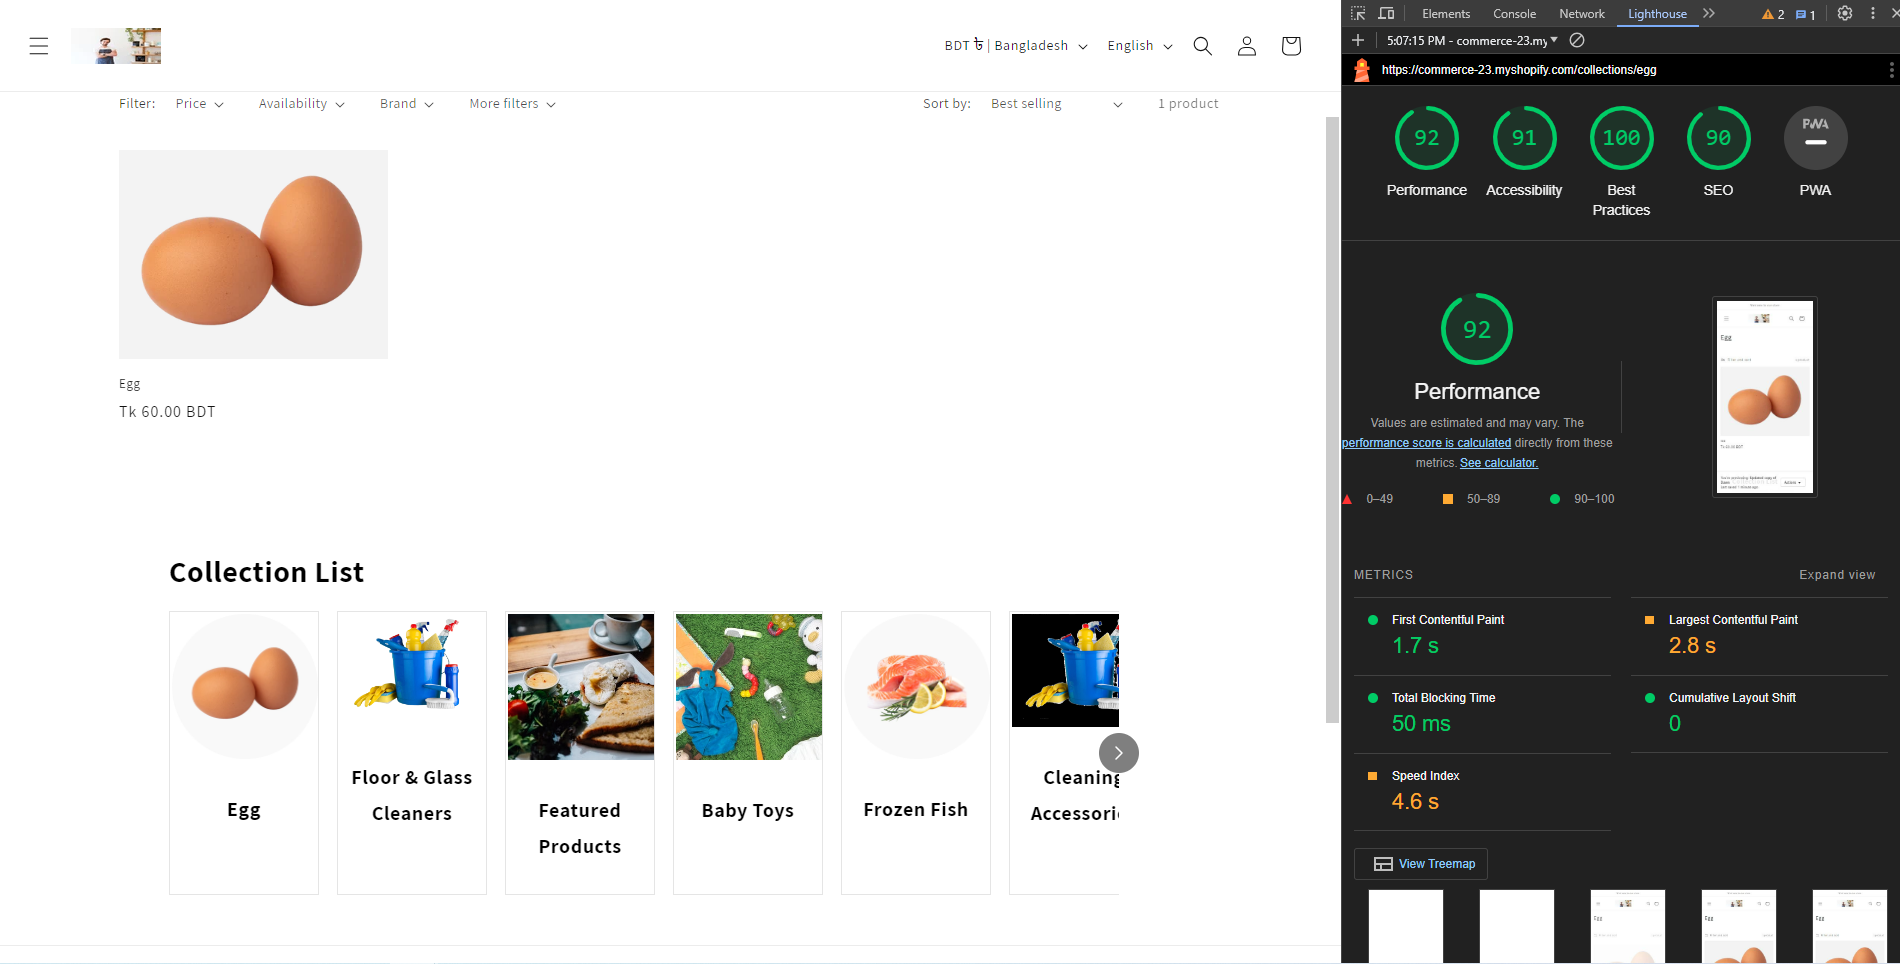 BDT ৳ | Bangladesh
English
Filter:
Price
Availability
Brand
More filters
Sort by:
Best selling
1 product
Egg
Tk 60.00 BDT
Collection List
Egg
Floor & Glass
Cleaners
Featured
Products
Baby Toys
Frozen Fish
Cleaning
Accessori
Elements
Console
Network
Lighthouse
2
1
5:07:15 PM - commerce-23.my
https://commerce-23.myshopify.com/collections/egg
92
Performance
91
Accessibility
100
Best
Practices
90
SEO
PWA
PWA
92
Performance
Values are estimated and may vary. The
performance score is calculated directly from these
metrics. See calculator.
0–49
50–89
90–100
Egg
METRICS
Expand view
First Contentful Paint
1.7 s
Largest Contentful Paint
2.8 s
Total Blocking Time
50 ms
Cumulative Layout Shift
0
Speed Index
4.6 s
View Treemap
Egg
Egg
Egg